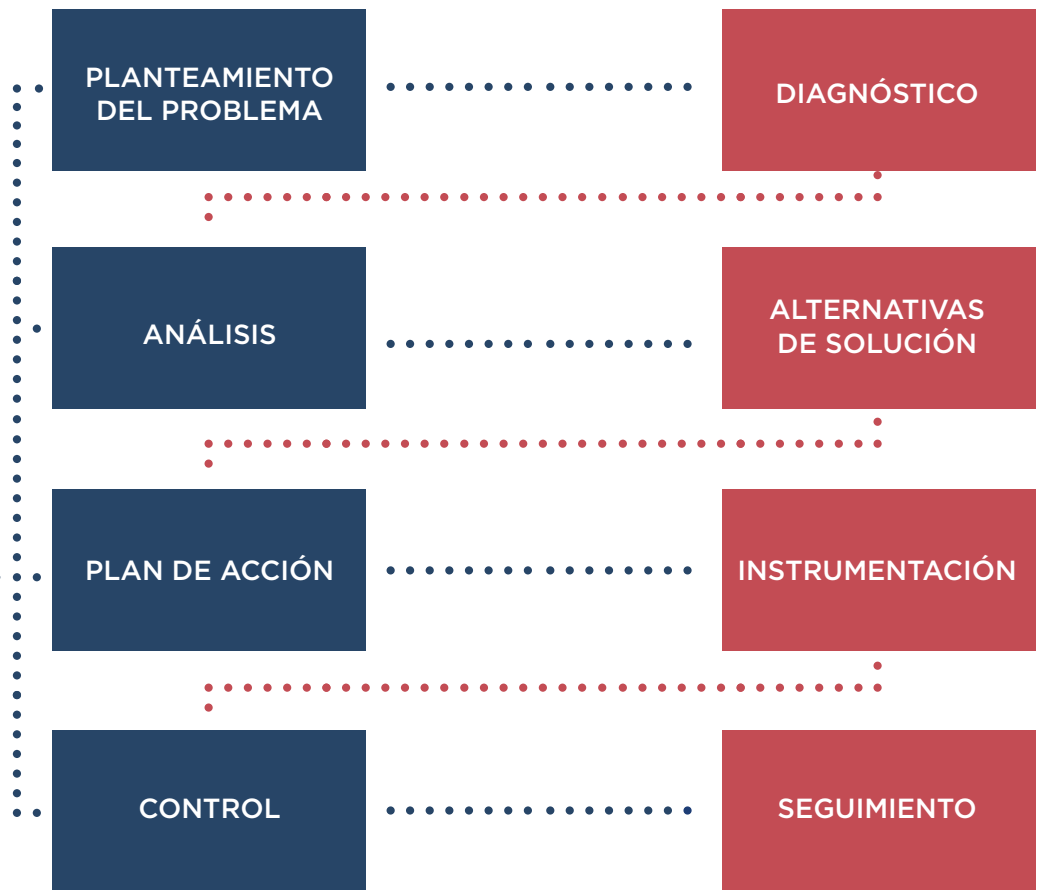 PLANTEAMIENTO
DEL PROBLEMA
DIAGNÓSTICO
ANÁLISIS
ALTERNATIVAS
DE SOLUCIÓN
PLAN DE ACCIÓN
INSTRUMENTACIÓN
CONTROL
SEGUIMIENTO